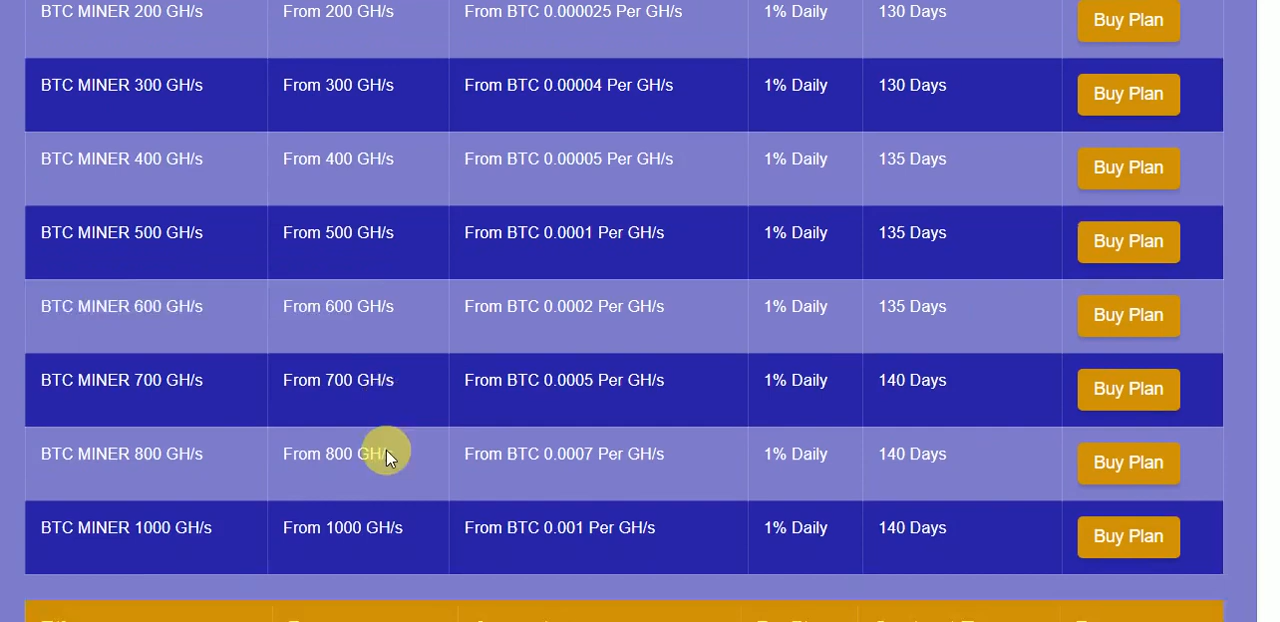 BTC MINER 200 GH/s From 200 GH/s From BTC 0.000025 Per GH/s 1% Daily 130 Days Buy Plan
BTC MINER 300 GH/s From 300 GH/s From BTC 0.00004 Per GH/s 1% Daily 130 Days Buy Plan
BTC MINER 400 GH/s From 400 GH/s From BTC 0.00005 Per GH/s 1% Daily 135 Days Buy Plan
BTC MINER 500 GH/s From 500 GH/s From BTC 0.0001 Per GH/s 1% Daily 135 Days Buy Plan
BTC MINER 600 GH/s From 600 GH/s From BTC 0.0002 Per GH/s 1% Daily 135 Days Buy Plan
BTC MINER 700 GH/s From 700 GH/s From BTC 0.0005 Per GH/s 1% Daily 140 Days Buy Plan
BTC MINER 800 GH/s From 800 GH/s From BTC 0.0007 Per GH/s 1% Daily 140 Days Buy Plan
BTC MINER 1000 GH/s From 1000 GH/s From BTC 0.001 Per GH/s 1% Daily 140 Days Buy Plan